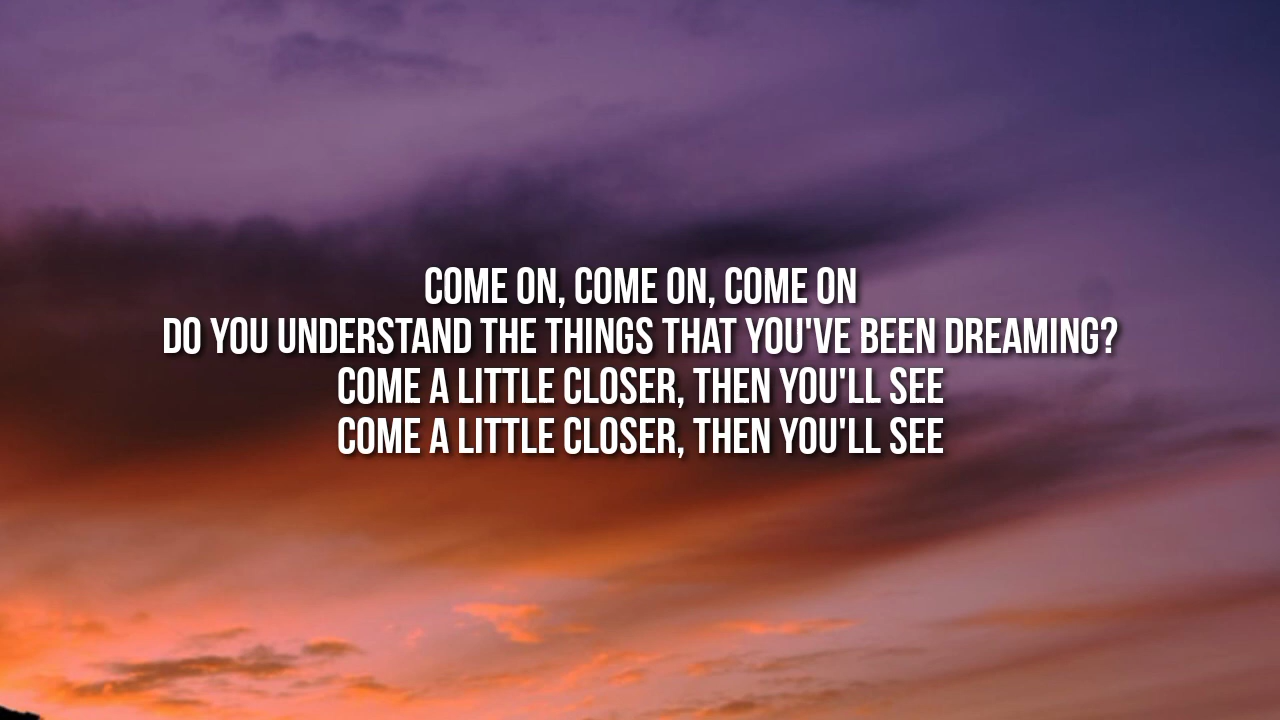 COME ON, COME ON, COME ON
DO YOU UNDERSTAND THE THINGS THAT YOU'VE BEEN DREAMING?
COME A LITTLE CLOSER, THEN YOU'LL SEE
COME A LITTLE CLOSER, THEN YOU'LL SEE